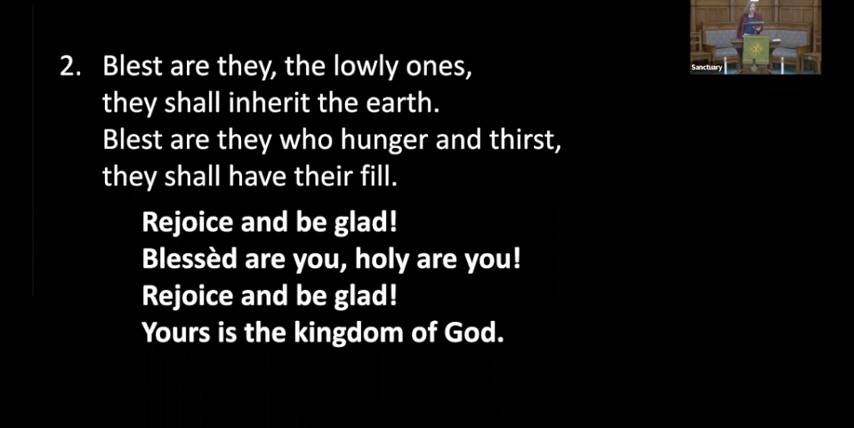 2. Blest are they, the lowly ones,
they shall inherit the earth.
Blest are they who hunger and thirst,
they shall have their fill.
Rejoice and be glad!
Blessèd are you, holy are you!
Rejoice and be glad!
Yours is the kingdom of God.
Sanctuary